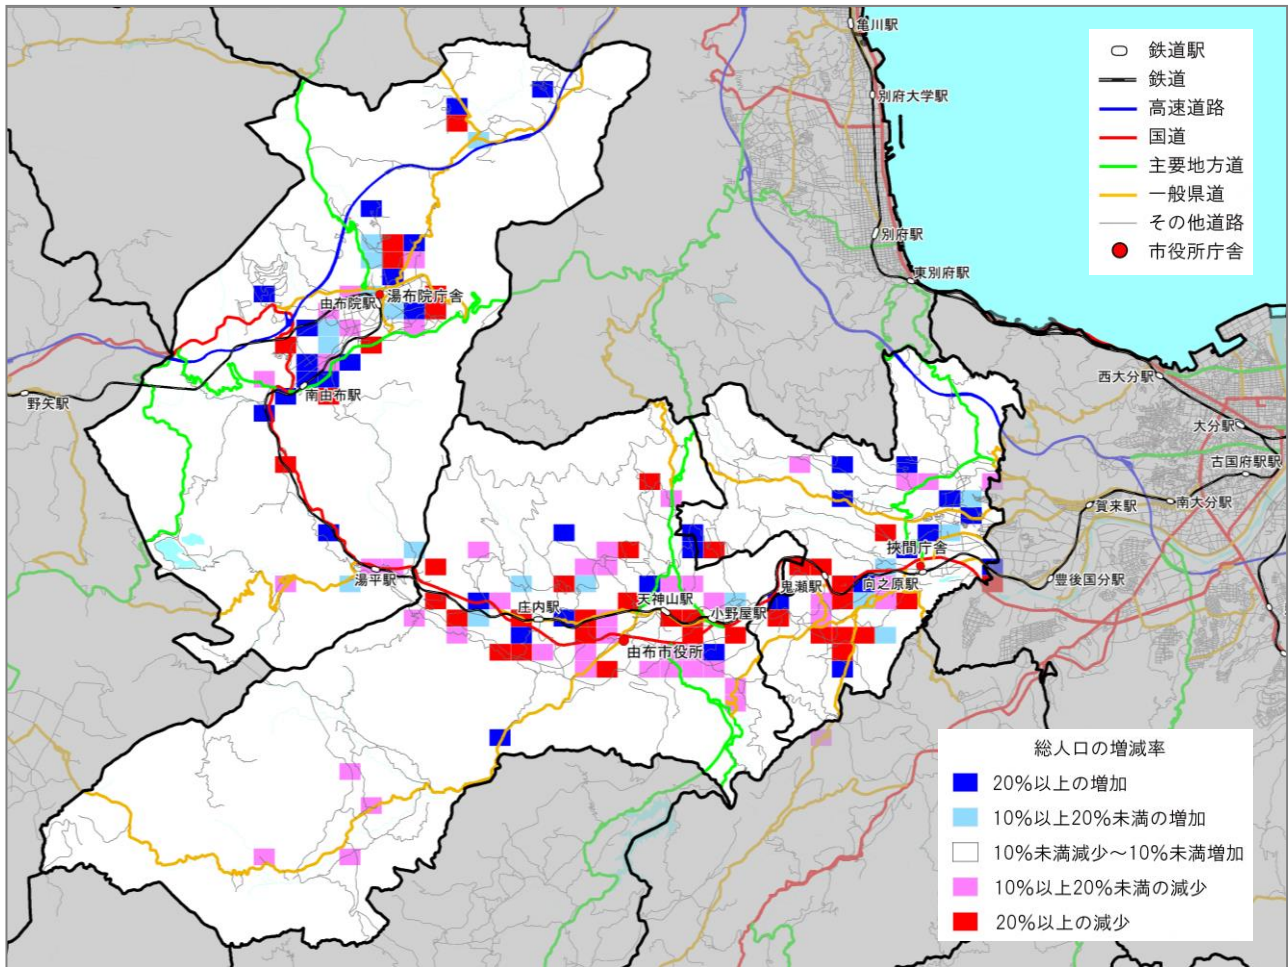 亀川駅
別府大学駅
別府駅
東別府駅
鉄道駅
鉄道
高速道路
国道
主要地方道
一般県道
その他道路
市役所庁舎
由布院駅
湯布院庁舎
野矢駅
南由布駅
西大分駅
大分駅
古国府駅駅
賀来駅
南大分駅
挾間庁舎
湯平駅
鬼瀬駅
向之原駅
豊後国分駅
庄内駅
天神山駅
小野屋駅
由布市役所
総人口の増減率
20%以上の増加
10%以上20%未満の増加
10%未満減少～10%未満増加
10%以上20%未満の減少
20%以上の減少